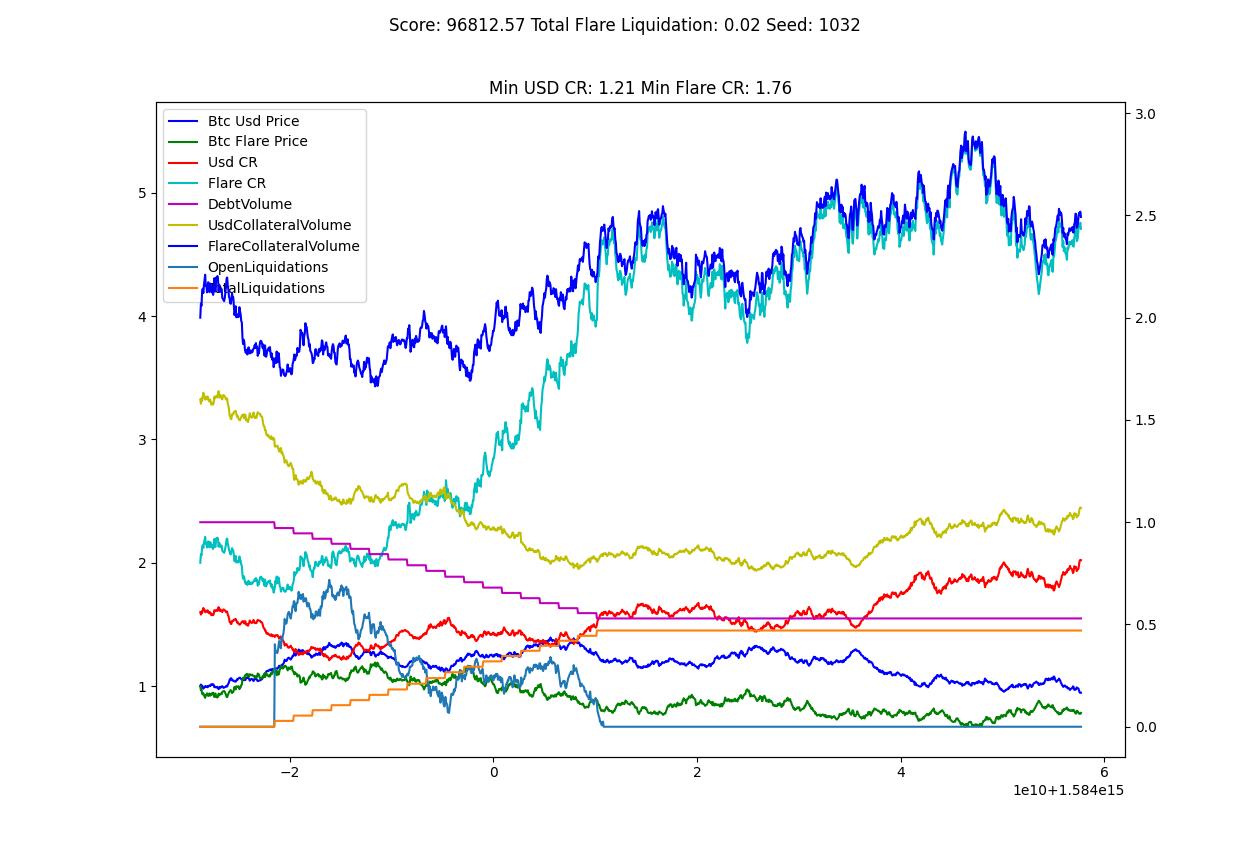 Score: 96812.57 Total Flare Liquidation: 0.02 Seed: 1032
Min USD CR: 1.21 Min Flare CR: 1.76
Btc Usd Price
Btc Flare Price
Usd CR
Flare CR
DebtVolume
UsdCollateralVolume
FlareCollateralVolume
OpenLiquidations
TotalLiquidations
5
4
3
2
1
3.0
2.5
2.0
1.5
1.0
0.5
0.0
−2
0
2
4
6
1e10+1.584e15